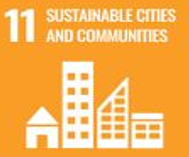 11 SUSTAINABLE CITIES
AND COMMUNITIES